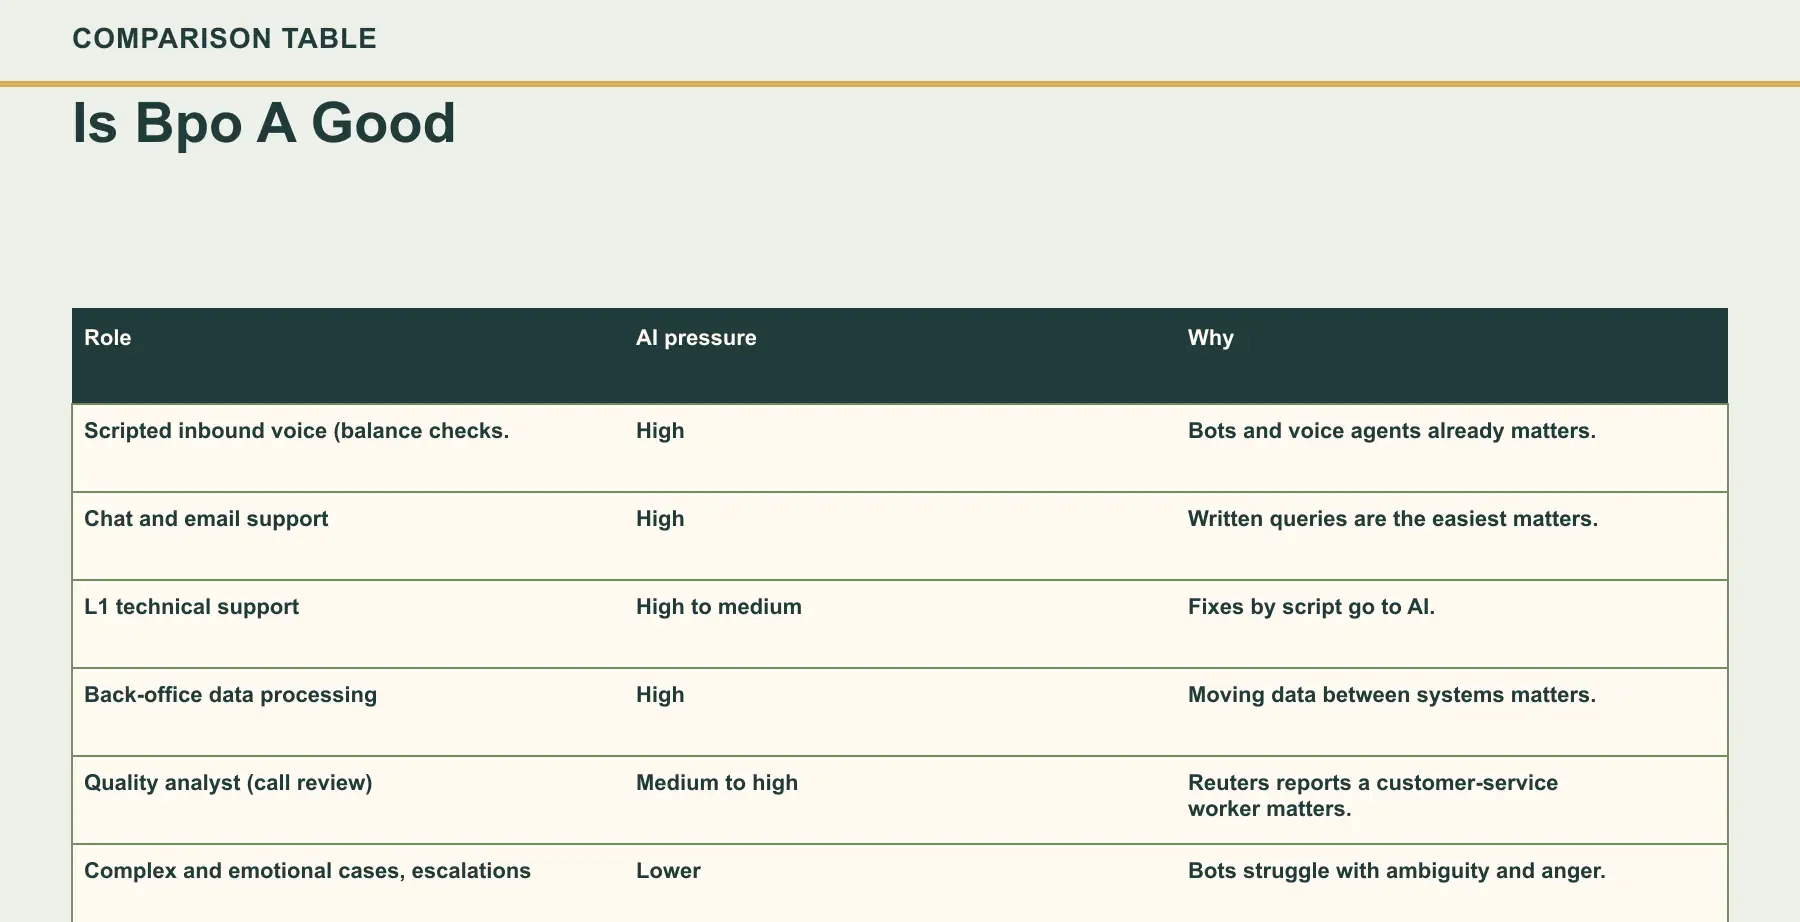 COMPARISON TABLE
Is Bpo A Good
Role AI pressure Why
Scripted inbound voice (balance checks. High Bots and voice agents already matters.
Chat and email support High Written queries are the easiest matters.
L1 technical support High to medium Fixes by script go to AI.
Back-office data processing High Moving data between systems matters.
Quality analyst (call review) Medium to high Reuters reports a customer-service
worker matters.
Complex and emotional cases, escalations Lower Bots struggle with ambiguity and anger.